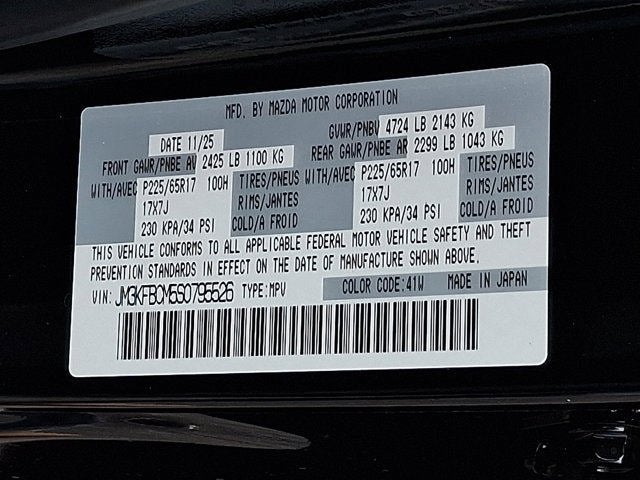 MFD. BY MAZDA MOTOR CORPORATION
DATE 11/25 GVWR/PNBV 4724 LB 2143 KG
FRONT GAWR/PNBE AV 2425 LB 1100 KG REAR GAWR/PNBE AR 2299 LB 1043 KG
WITH/AVEC P225/65R17 100H TIRES/PNEUS WITH/AVEC P225/65R17 100H TIRES/PNEUS
17X7J RIMS/JANTES 17X7J RIMS/JANTES
230 KPA/34 PSI COLD/A FROID 230 KPA/34 PSI COLD/A FROID
THIS VEHICLE CONFORMS TO ALL APPLICABLE FEDERAL MOTOR VEHICLE SAFETY AND THEFT
PREVENTION STANDARDS IN EFFECT ON THE DATE OF MANUFACTURE SHOWN ABOVE.
VIN: JM3KFBCM5S0795526 TYPE:MPV COLOR CODE:41W MADE IN JAPAN